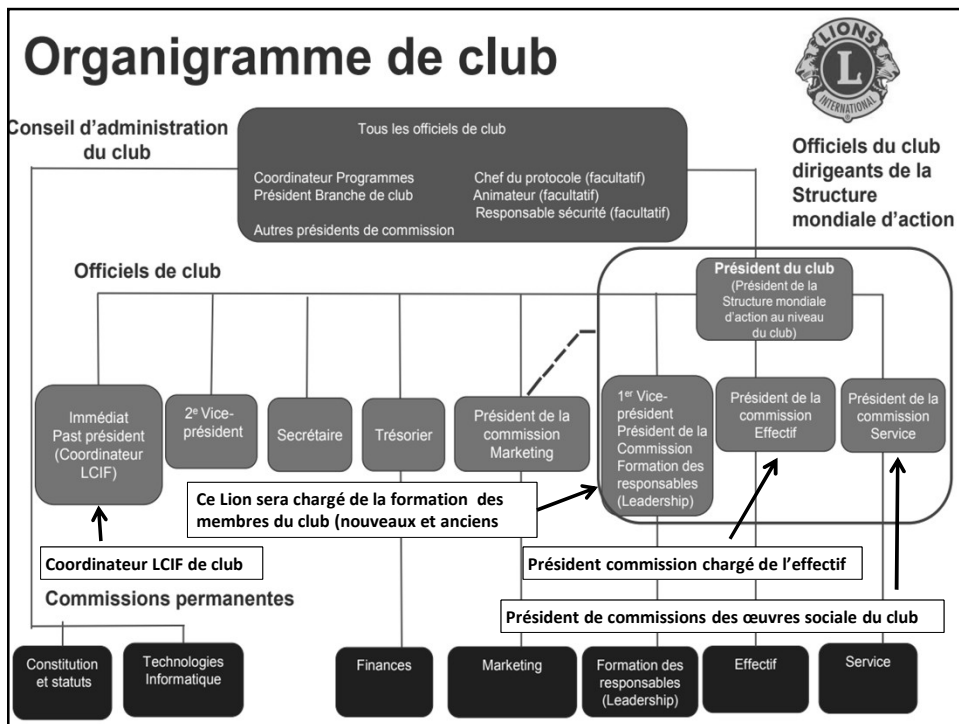 Organigramme de club
LIONS
L
INTERNATIONAL
®
Conseil d'administration
du club
Tous les officiels de club
Coordinateur Programmes
Président Branche de club
Autres présidents de commission
Chef du protocole (facultatif)
Animateur (facultatif)
Responsable sécurité (facultatif)
Officiels du club
dirigeants de la
Structure
mondiale d'action
Officiels de club
Président du club
(Président de la
Structure mondiale
d'action au niveau
du club)
Immédiat
Past président
(Coordinateur
LCIF)
2e Vice-
président
Secrétaire
Trésorier
Président de la
commission
Marketing
1er Vice-
président
Président de la
Commission
Formation des
responsables
(Leadership)
Président de la
commission
Effectif
Président de la
commission
Service
Ce Lion sera chargé de la formation des
membres du club (nouveaux et anciens
Coordinateur LCIF de club
Président commission chargé de l'effectif
Président de commissions des œuvres sociale du club
Commissions permanentes
Constitution
et statuts
Technologies
Informatique
Finances
Marketing
Formation des
responsables
(Leadership)
Effectif
Service